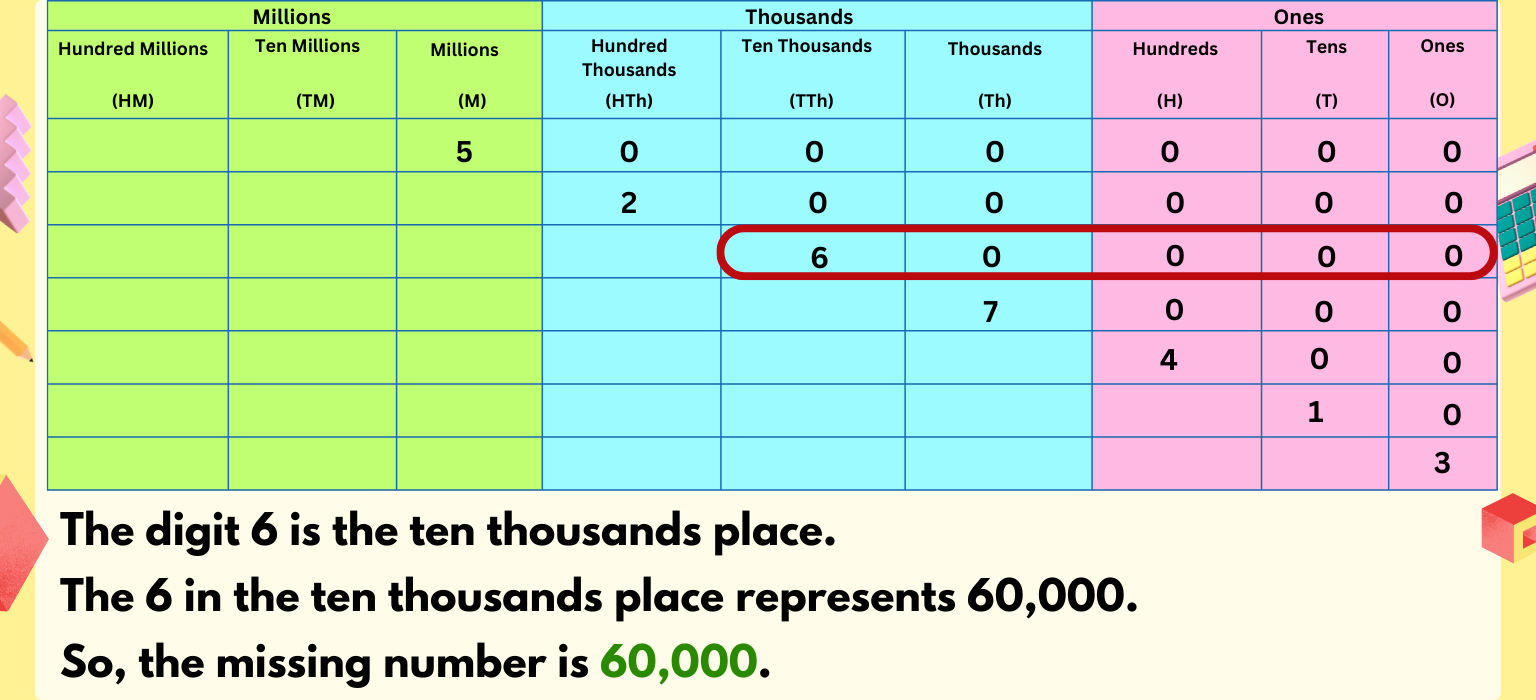 Millions Thousands Ones
Hundred Millions Ten Millions Millions Hundred Ten Thousands Thousands Hundreds Tens Ones
Thousands
(HM) (TM) (M) (HTh) (TTh) (Th) (H) (T) (O)
5 0 0 0 0 0 0
2 0 0 0 0 0
6 0 0 0 0
7 0 0 0
4 0 0
1 0
3
The digit 6 is the ten thousands place.
The 6 in the ten thousands place represents 60,000.
So, the missing number is 60,000.